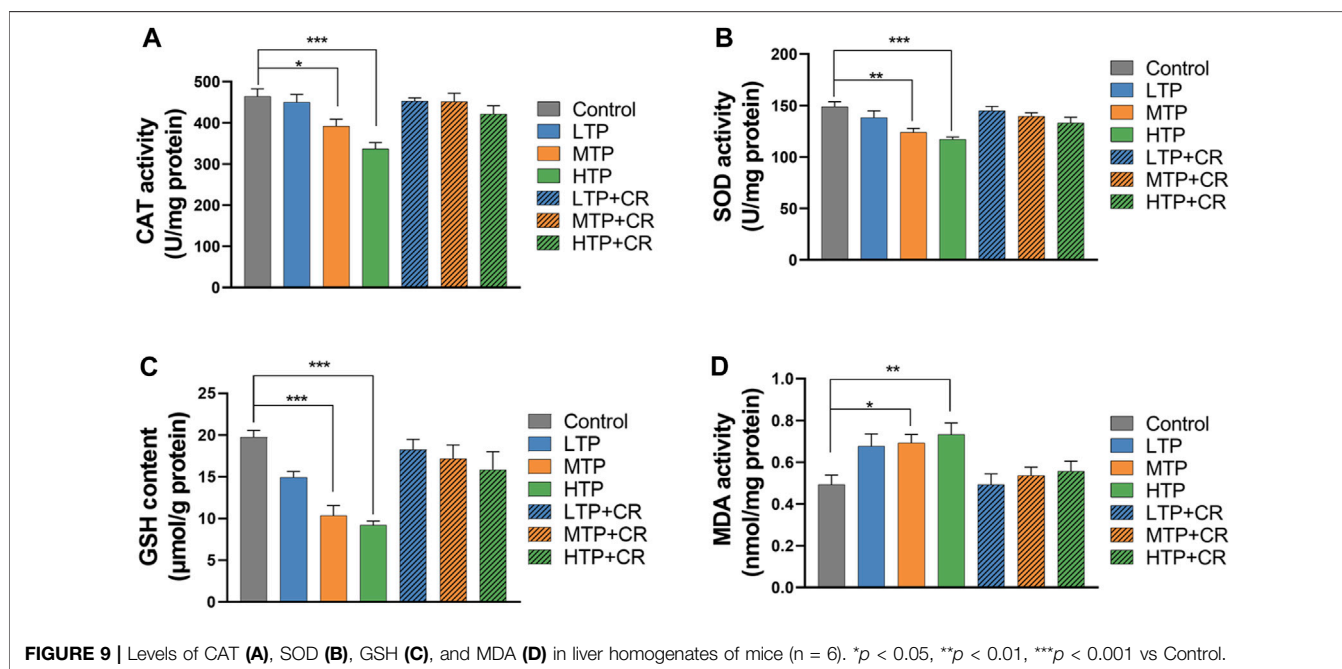 A
CAT activity
(U/mg protein)
500
400
300
200
100
0
***
*
Control
LTP
MTP
HTP
LTP+CR
MTP+CR
HTP+CR
B
SOD activity
(U/mg protein)
200
150
100
50
0
***
**
Control
LTP
MTP
HTP
LTP+CR
MTP+CR
HTP+CR
C
GSH content
(μmol/g protein)
25
20
15
10
5
0
***
***
Control
LTP
MTP
HTP
LTP+CR
MTP+CR
HTP+CR
D
MDA activity
(nmol/mg protein)
1.0
0.8
0.6
0.4
0.2
0.0
**
*
Control
LTP
MTP
HTP
LTP+CR
MTP+CR
HTP+CR
FIGURE 9 | Levels of CAT (A), SOD (B), GSH (C), and MDA (D) in liver homogenates of mice (n = 6). *p < 0.05, **p < 0.01, ***p < 0.001 vs Control.